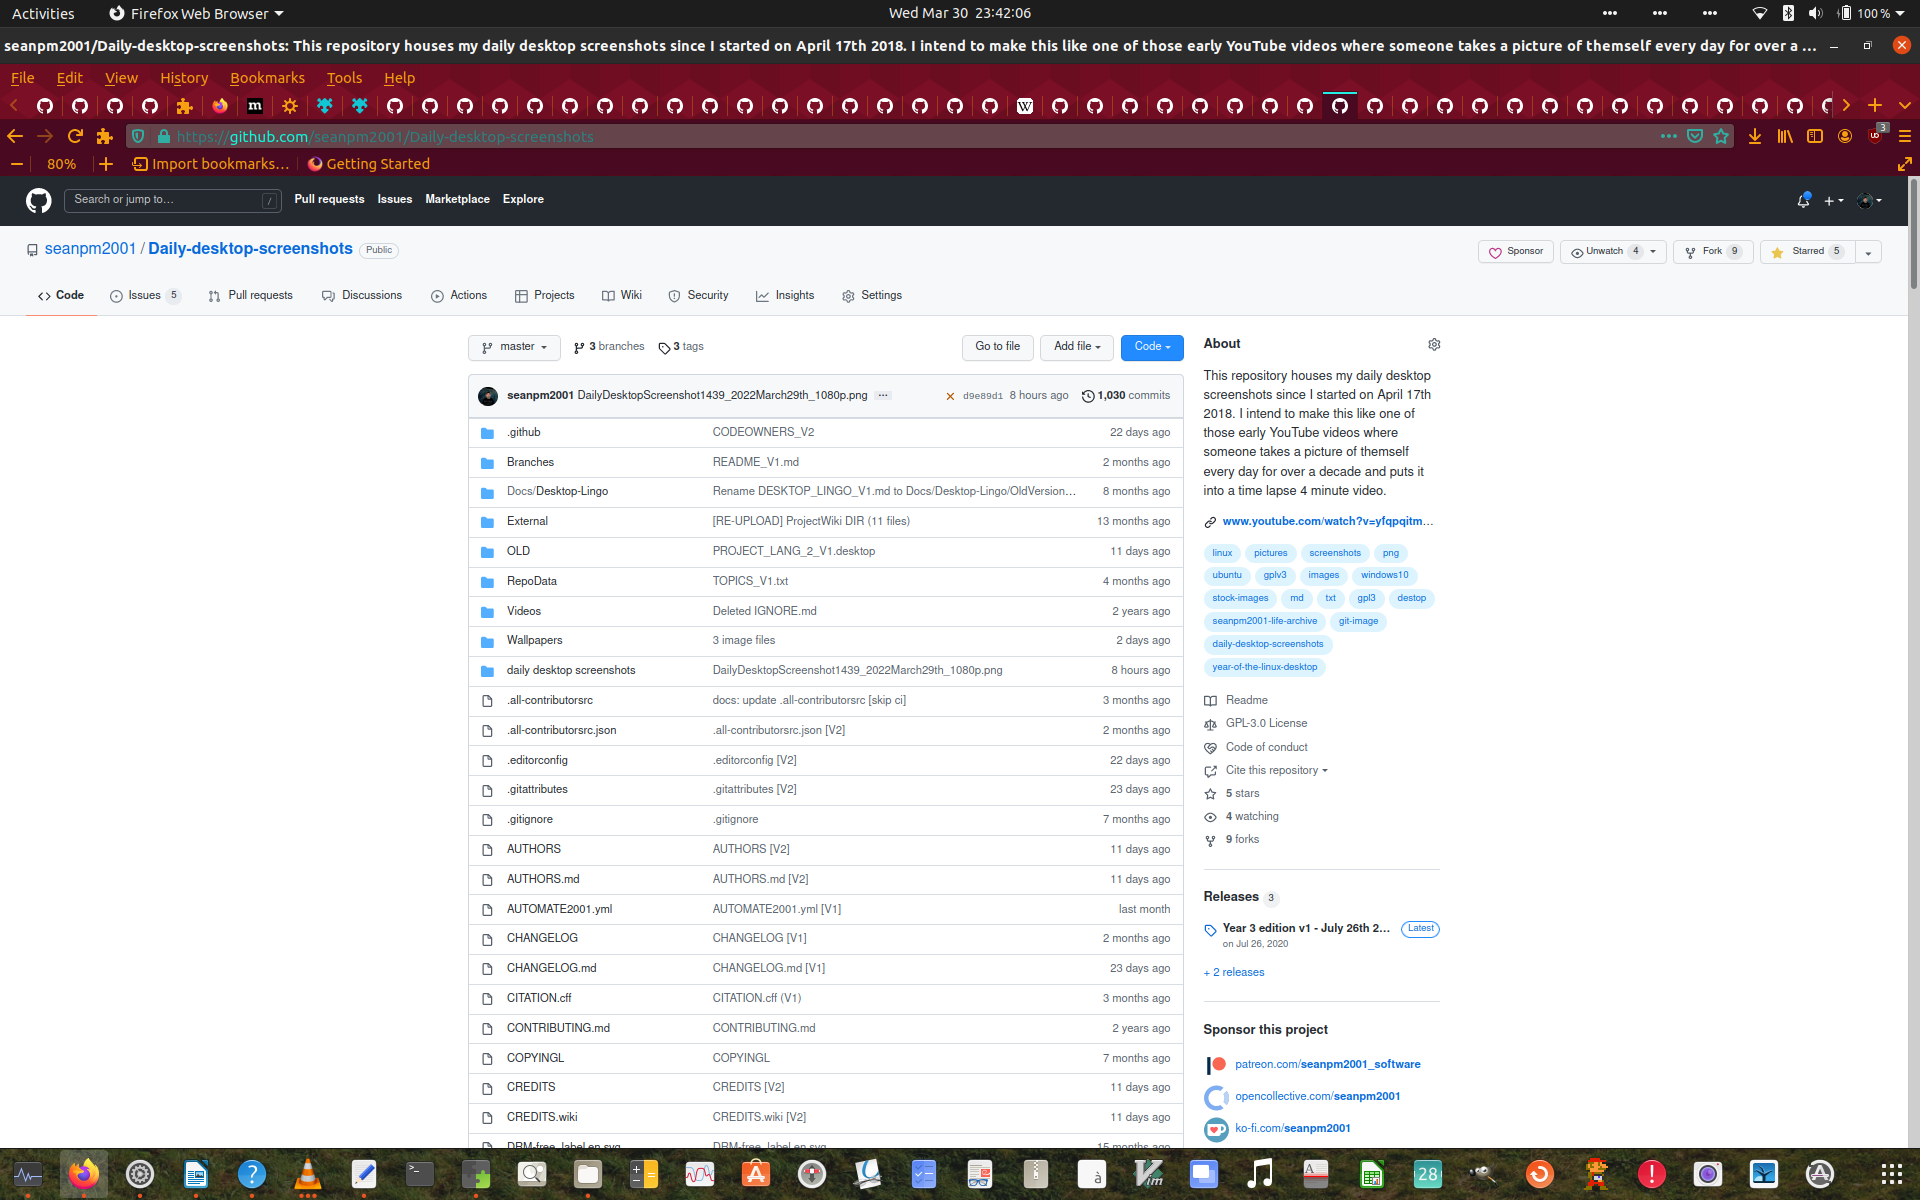 Activities Firefox Web Browser Wed Mar 30 23:42:06 100 %
seanpm2001/Daily-desktop-screenshots: This repository houses my daily desktop screenshots since I started on April 17th 2018. I intend to make this like one of those early YouTube videos where someone takes a picture of themself every day for over a ...
File Edit View History Bookmarks Tools Help
https://github.com/seanpm2001/Daily-desktop-screenshots 3
80% Import bookmarks... Getting Started
Search or jump to... / Pull requests Issues Marketplace Explore
seanpm2001 / Daily-desktop-screenshots Public Sponsor Unwatch 4 Fork 9 Starred 5
Code Issues 5 Pull requests Discussions Actions Projects Wiki Security Insights Settings
master 3 branches 3 tags Go to file Add file Code
seanpm2001 DailyDesktopScreenshot1439_2022March29th_1080p.png ... d9e89d1 8 hours ago 1,030 commits
.github CODEOWNERS_V2 22 days ago
Branches README_V1.md 2 months ago
Docs/Desktop-Lingo Rename DESKTOP_LINGO_V1.md to Docs/Desktop-Lingo/OldVersion... 8 months ago
External [RE-UPLOAD] ProjectWiki DIR (11 files) 13 months ago
OLD PROJECT_LANG_2_V1.desktop 11 days ago
RepoData TOPICS_V1.txt 4 months ago
Videos Deleted IGNORE.md 2 years ago
Wallpapers 3 image files 2 days ago
daily desktop screenshots DailyDesktopScreenshot1439_2022March29th_1080p.png 8 hours ago
.all-contributorsrc docs: update .all-contributorsrc [skip ci] 3 months ago
.all-contributorsrc.json .all-contributorsrc.json [V2] 2 months ago
.editorconfig .editorconfig [V2] 22 days ago
.gitattributes .gitattributes [V2] 23 days ago
.gitignore .gitignore 7 months ago
AUTHORS AUTHORS [V2] 11 days ago
AUTHORS.md AUTHORS.md [V2] 11 days ago
AUTOMATE2001.yml AUTOMATE2001.yml [V1] last month
CHANGELOG CHANGELOG [V1] 2 months ago
CHANGELOG.md CHANGELOG.md [V1] 23 days ago
CITATION.cff CITATION.cff (V1) 3 months ago
CONTRIBUTING.md CONTRIBUTING.md 2 years ago
COPYINGL COPYINGL 7 months ago
CREDITS CREDITS [V2] 11 days ago
CREDITS.wiki CREDITS.wiki [V2] 11 days ago
DRM-free_label.en.svg DRM-free_label.en.svg 15 months ago
About
This repository houses my daily desktop
screenshots since I started on April 17th
2018. I intend to make this like one of
those early YouTube videos where
someone takes a picture of themself
every day for over a decade and puts it
into a time lapse 4 minute video.
www.youtube.com/watch?v=yfqpqitm...
linux pictures screenshots png
ubuntu gplv3 images windows10
stock-images md txt gpl3 destop
seanpm2001-life-archive git-image
daily-desktop-screenshots
year-of-the-linux-desktop
Readme
GPL-3.0 License
Code of conduct
Cite this repository
5 stars
4 watching
9 forks
Releases 3
Year 3 edition v1 - July 26th 2... Latest
on Jul 26, 2020
+ 2 releases
Sponsor this project
patreon.com/seanpm2001_software
opencollective.com/seanpm2001
ko-fi.com/seanpm2001
28